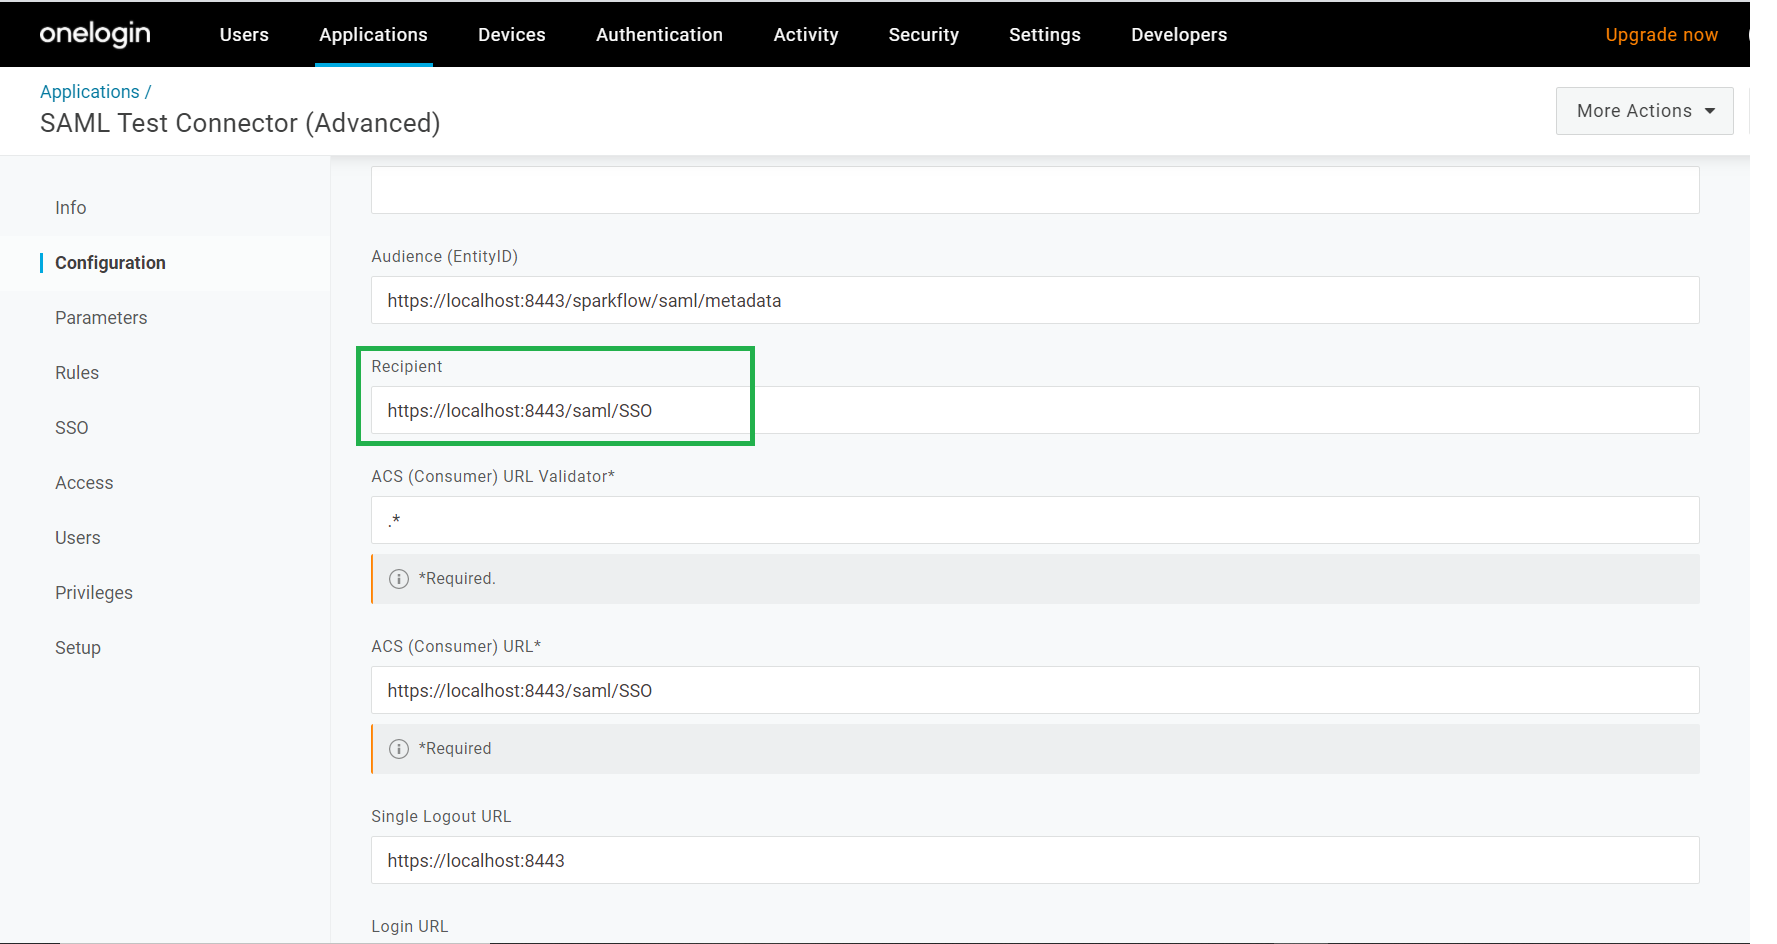 onelogin Users Applications Devices Authentication Activity Security Settings Developers Upgrade now
Applications /
SAML Test Connector (Advanced)
More Actions
Info
Configuration
Parameters
Rules
SSO
Access
Users
Privileges
Setup
Audience (EntityID)
https://localhost:8443/sparkflow/saml/metadata
Recipient
https://localhost:8443/saml/SSO
ACS (Consumer) URL Validator*
.*
*Required.
ACS (Consumer) URL*
https://localhost:8443/saml/SSO
*Required
Single Logout URL
https://localhost:8443
Login URL